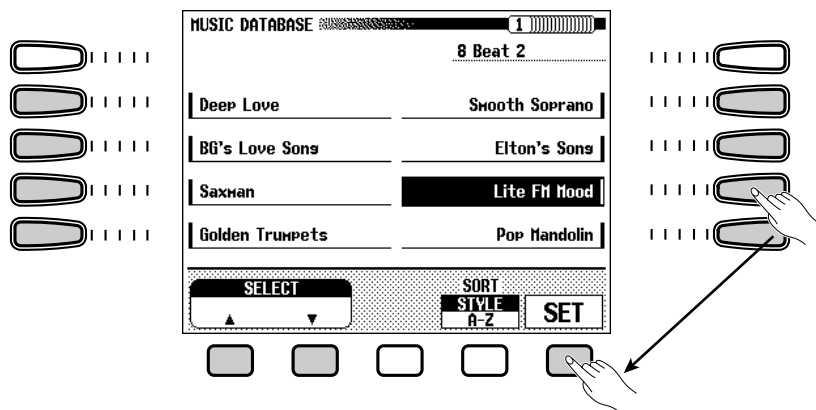 MUSIC DATABASE
1
8 Beat 2
Deep Love
Smooth Soprano
BG's Love Song
Elton's Song
Saxman
Lite FM Mood
Golden Trumpets
Pop Mandolin
SELECT
▲ ▼
SORT
STYLE
A-Z
SET